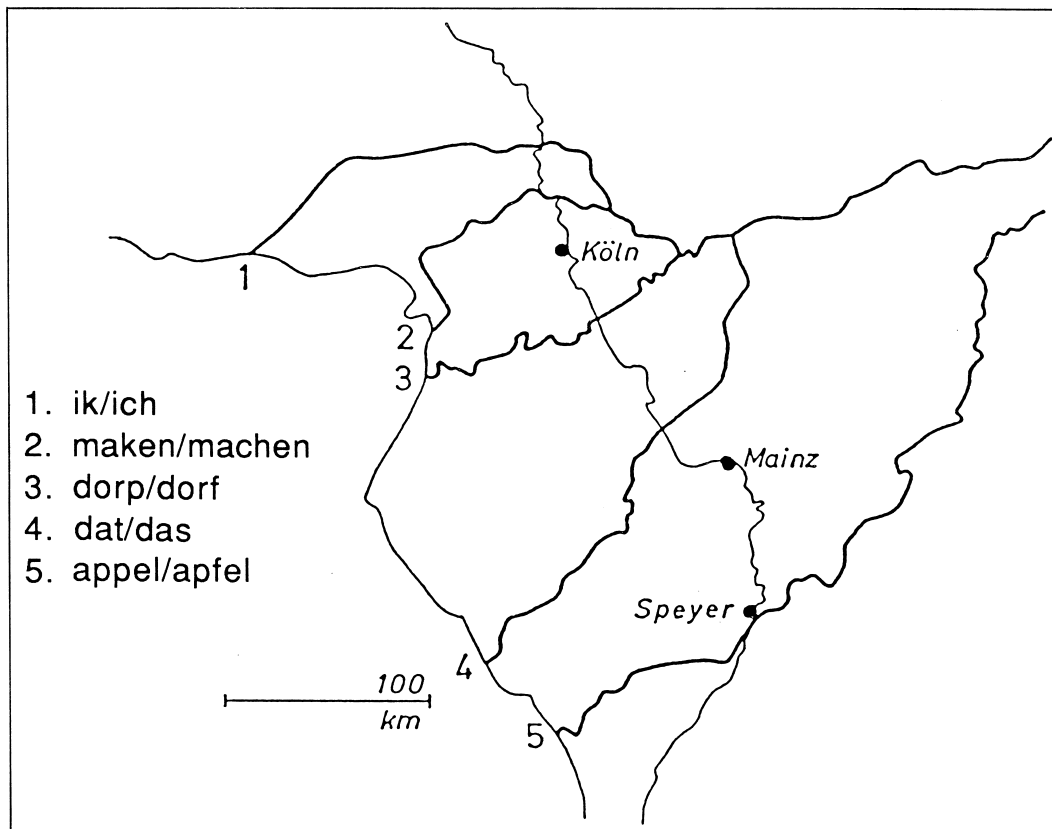 Köln
1
2
3
1. ik/ich
2. maken/machen
3. dorp/dorf
4. dat/das
5. appel/apfel
Mainz
Speyer
4
100
km
5